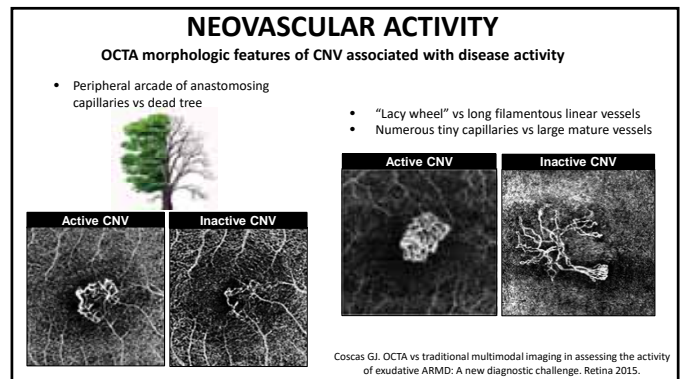 NEOVASCULAR ACTIVITY
OCTA morphologic features of CNV associated with disease activity
• Peripheral arcade of anastomosing
capillaries vs dead tree
Active CNV
Inactive CNV
• “Lacy wheel” vs long filamentous linear vessels
• Numerous tiny capillaries vs large mature vessels
Active CNV
Inactive CNV
Coscas GJ. OCTA vs traditional multimodal imaging in assessing the activity
of exudative ARMD: A new diagnostic challenge. Retina 2015.